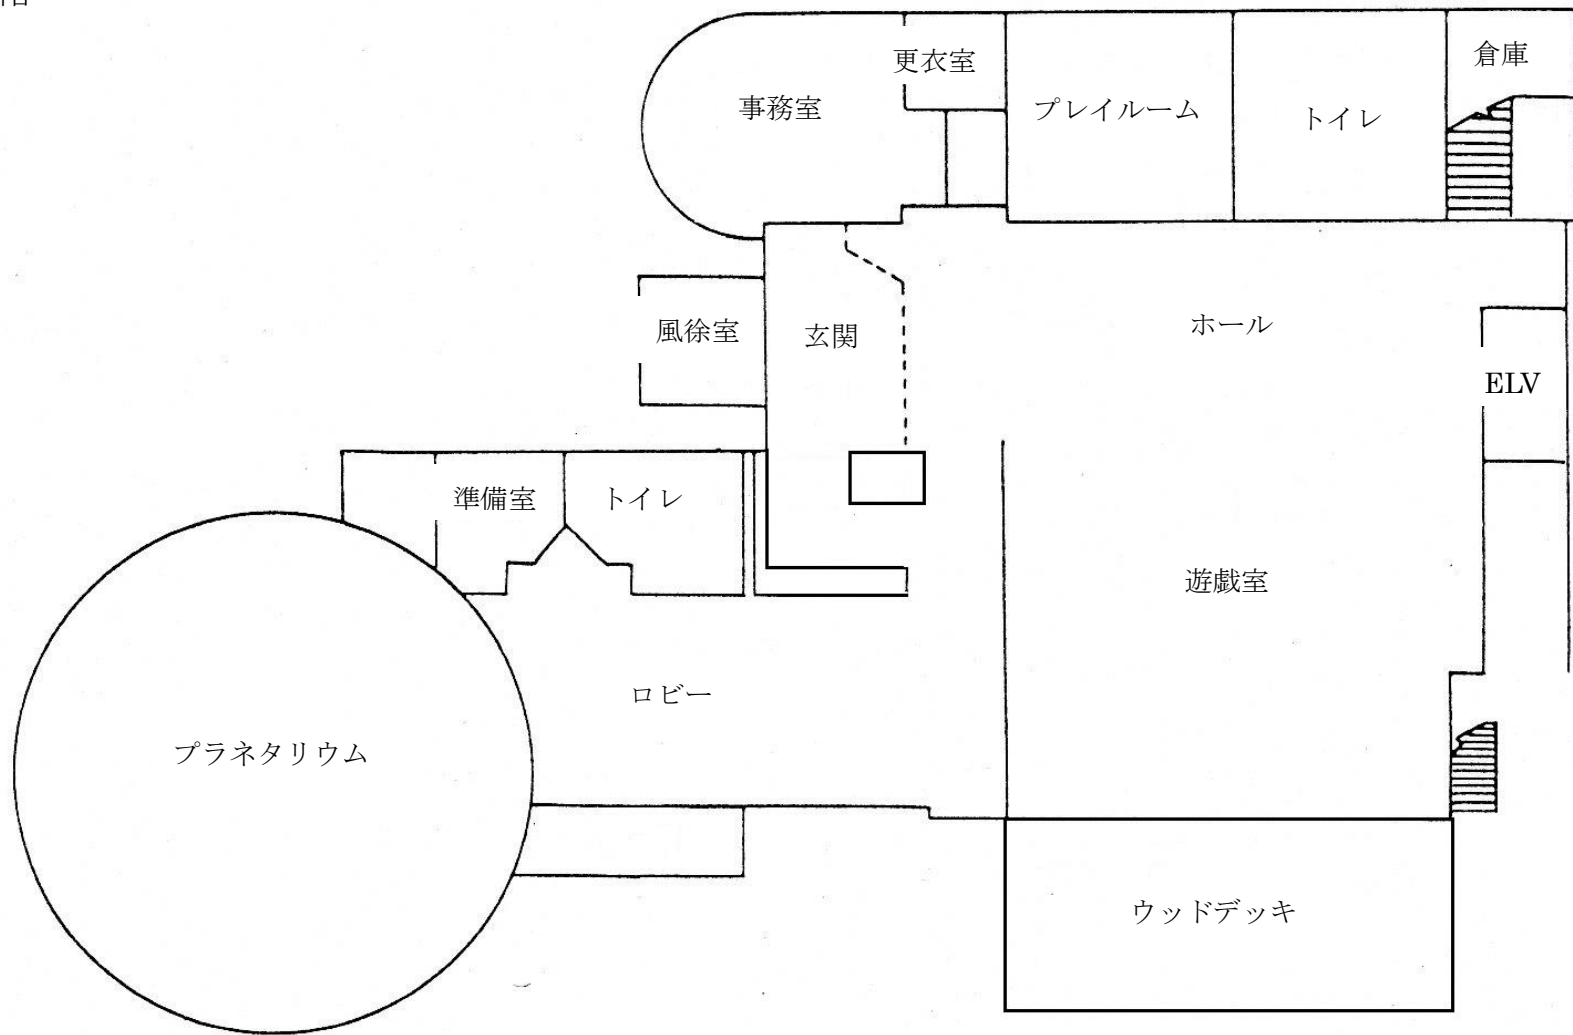 更衣室
倉庫
事務室
プレイルーム
トイレ
ホール
風徐室
玄関
ELV
準備室
トイレ
遊戯室
ロビー
プラネタリウム
ウッドデッキ